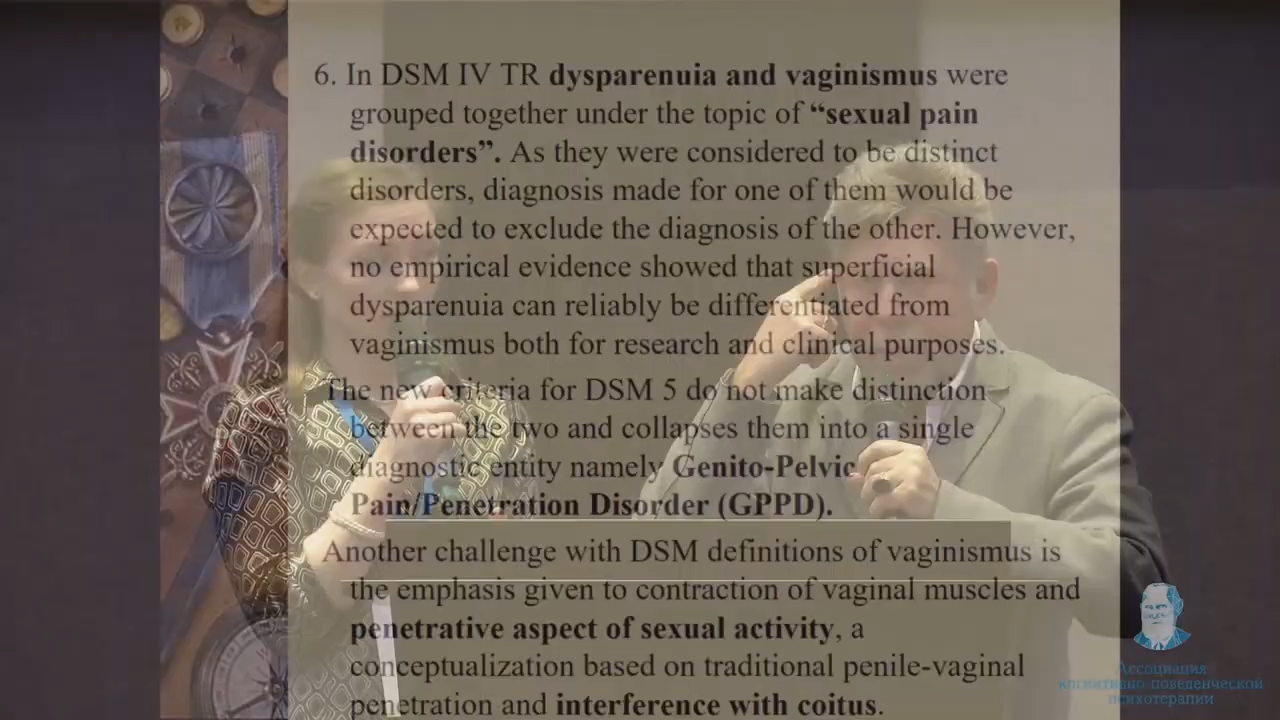 6. In DSM IV TR dysparenuia and vaginismus were
grouped together under the topic of “sexual pain
disorders”. As they were considered to be distinct
disorders, diagnosis made for one of them would be
expected to exclude the diagnosis of the other. However,
no empirical evidence showed that superficial
dysparenuia can reliably be differentiated from
vaginismus both for research and clinical purposes.
The new criteria for DSM 5 do not make distinction
between the two and collapses them into a single
diagnostic entity namely Genito-Pelvic
Pain/Penetration Disorder (GPPD).
Another challenge with DSM definitions of vaginismus is
the emphasis given to contraction of vaginal muscles and
penetrative aspect of sexual activity, a
conceptualization based on traditional penile-vaginal
penetration and interference with coitus.
Ассоциация
когнитивно-поведенческой
психотерапии